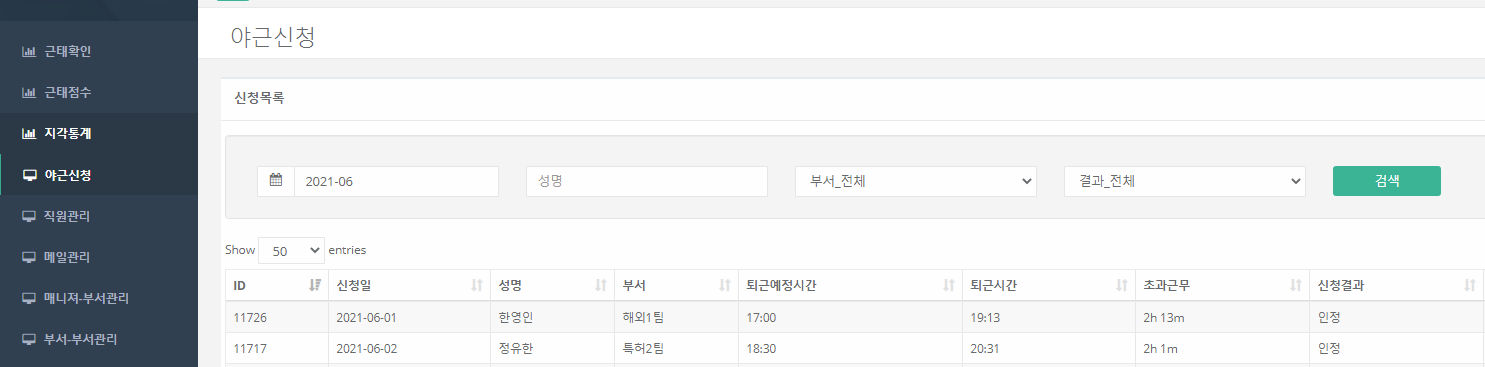 야근신청
근태확인
근태점수
지각통계
야근신청
직원관리
메일관리
매니저-부서관리
부서-부서관리
신청목록
2021-06 성명 부서_전체 결과_전체 검색
Show 50 entries
ID 신청일 성명 부서 퇴근예정시간 퇴근시간 초과근무 신청결과
11726 2021-06-01 한영인 해외1팀 17:00 19:13 2h 13m 인정
11717 2021-06-02 정유한 특허2팀 18:30 20:31 2h 1m 인정